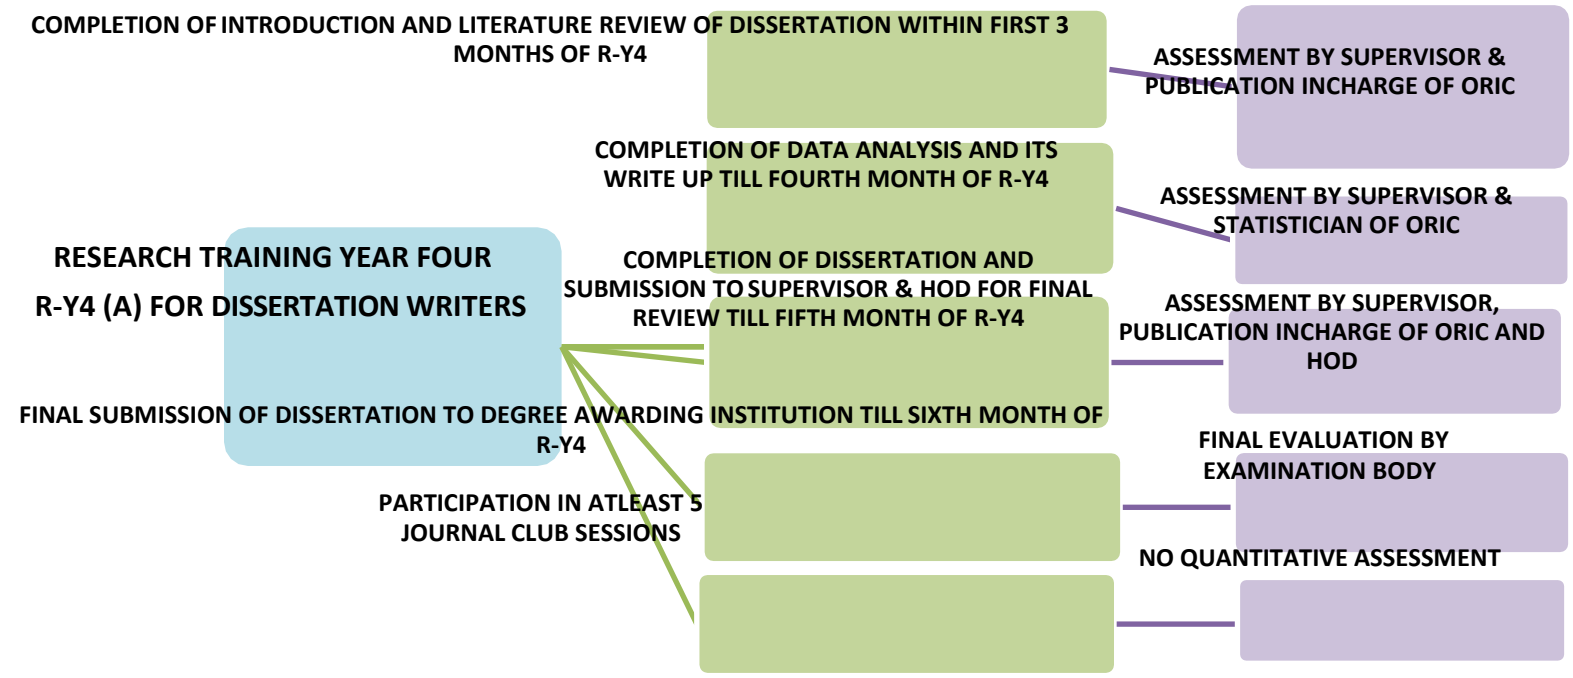 COMPLETION OF INTRODUCTION AND LITERATURE REVIEW OF DISSERTATION WITHIN FIRST 3
MONTHS OF R-Y4
ASSESSMENT BY SUPERVISOR &
PUBLICATION INCHARGE OF ORIC
COMPLETION OF DATA ANALYSIS AND ITS
WRITE UP TILL FOURTH MONTH OF R-Y4
ASSESSMENT BY SUPERVISOR &
STATISTICIAN OF ORIC
RESEARCH TRAINING YEAR FOUR
R-Y4 (A) FOR DISSERTATION WRITERS
COMPLETION OF DISSERTATION AND
SUBMISSION TO SUPERVISOR & HOD FOR FINAL
REVIEW TILL FIFTH MONTH OF R-Y4
ASSESSMENT BY SUPERVISOR,
PUBLICATION INCHARGE OF ORIC AND
HOD
FINAL SUBMISSION OF DISSERTATION TO DEGREE AWARDING INSTITUTION TILL SIXTH MONTH OF
R-Y4
FINAL EVALUATION BY
EXAMINATION BODY
PARTICIPATION IN ATLEAST 5
JOURNAL CLUB SESSIONS
NO QUANTITATIVE ASSESSMENT